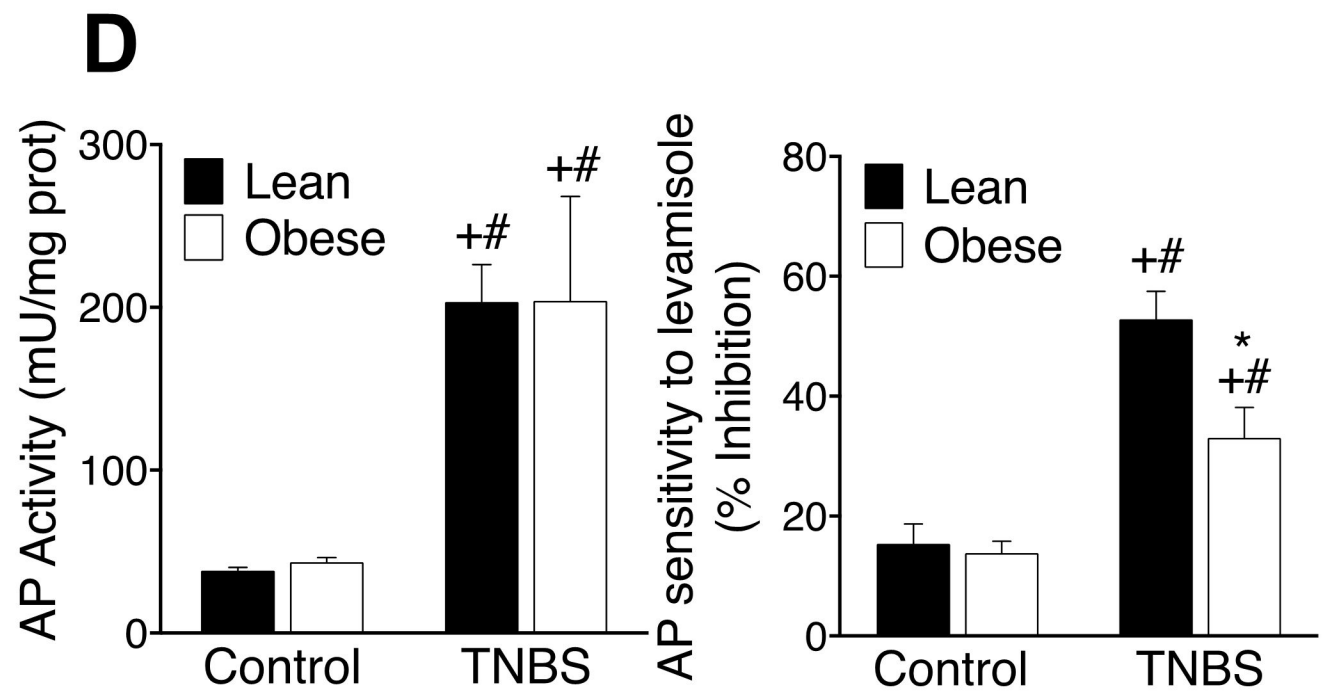 D
AP Activity (mU/mg prot)
300
200
100
0
Lean
Obese
+#
+#
Control
TNBS
AP sensitivity to levamisole
(% Inhibition)
80
60
40
20
0
Lean
Obese
+#
*
+#
Control
TNBS